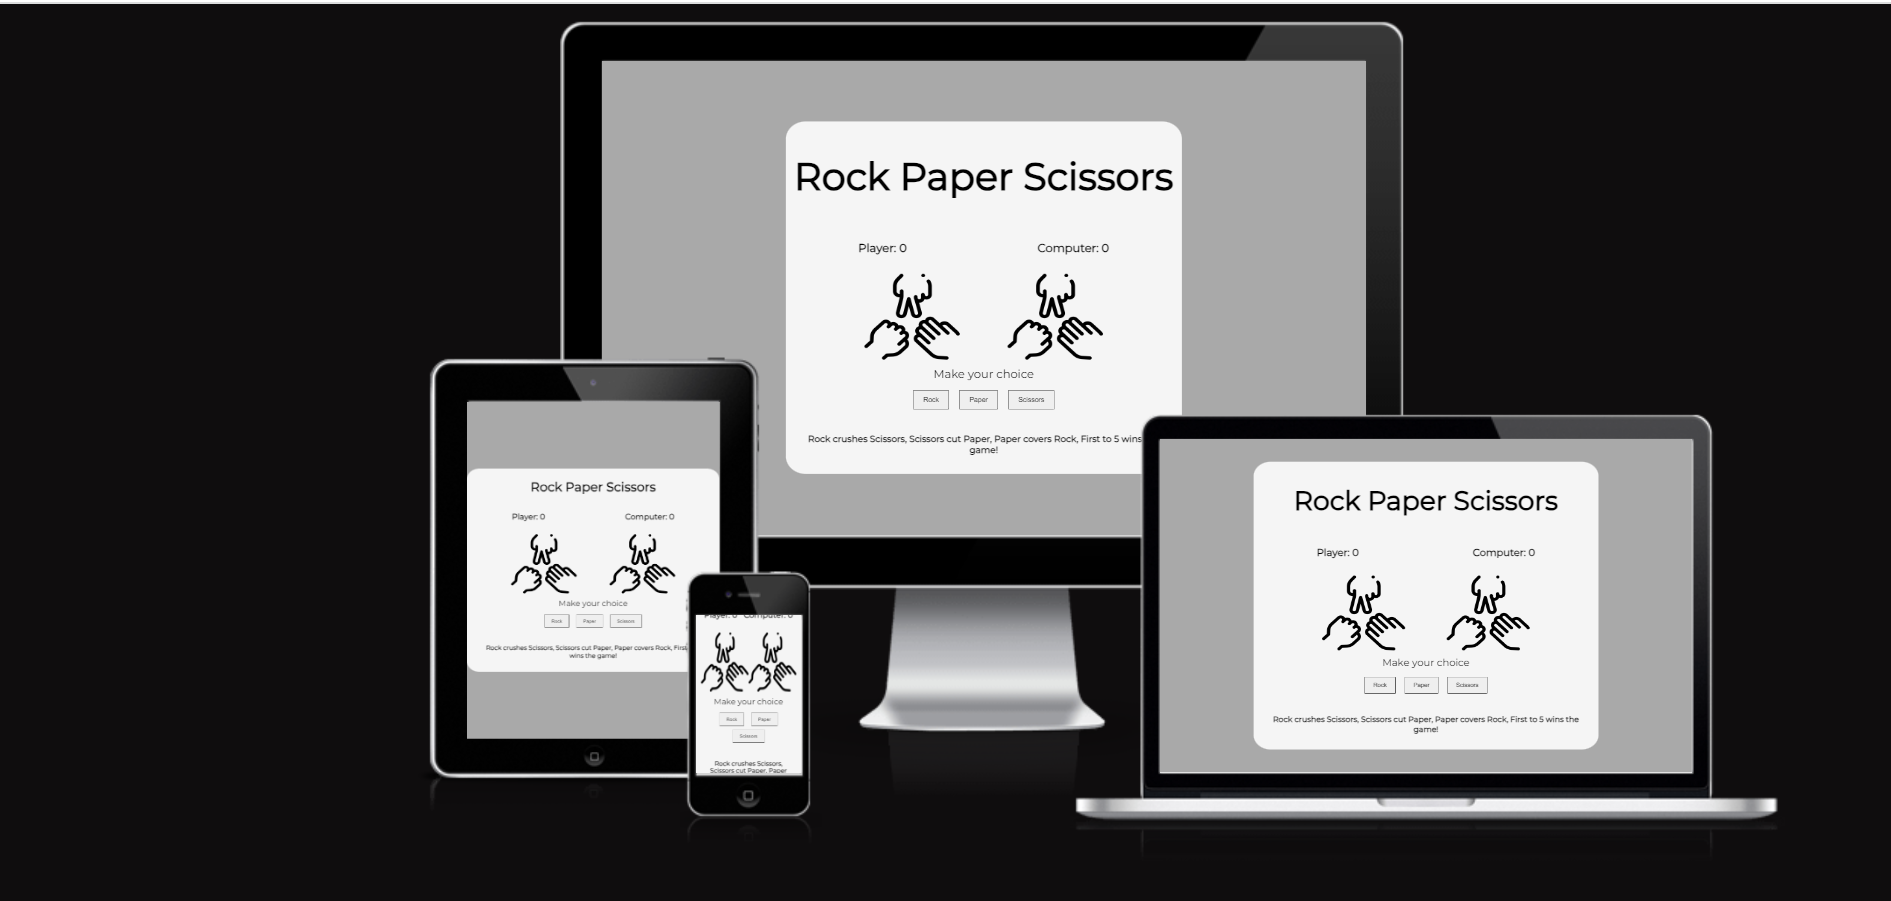 Rock Paper Scissors
Player: 0 Computer: 0
Make your choice
Rock Paper Scissors
Rock crushes Scissors, Scissors cut Paper, Paper covers Rock, First to 5 wins
game!
Rock Paper Scissors
Player: 0 Computer: 0
Make your choice
Rock Paper Scissors
Rock crushes Scissors, Scissors cut Paper, Paper covers Rock, First
wins the game!
Player: 0 Computer: 0
Make your choice
Rock Paper
Scissors
Rock crushes Scissors,
Scissors cut Paper, Paper
Rock Paper Scissors
Player: 0 Computer: 0
Make your choice
Rock Paper Scissors
Rock crushes Scissors, Scissors cut Paper, Paper covers Rock, First to 5 wins the
game!